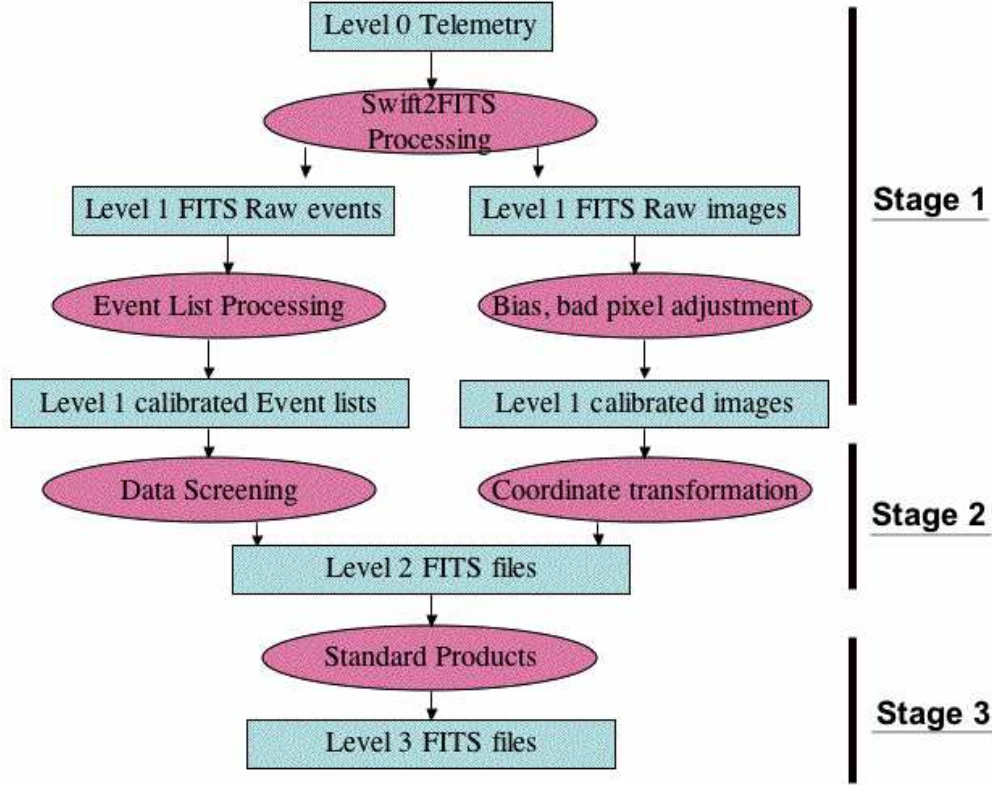 Level 0 Telemetry
Swift2FITS
Processing
Level 1 FITS Raw events
Level 1 FITS Raw images
Stage 1
Event List Processing
Bias, bad pixel adjustment
Level 1 calibrated Event lists
Level 1 calibrated images
Data Screening
Coordinate transformation
Stage 2
Level 2 FITS files
Standard Products
Stage 3
Level 3 FITS files